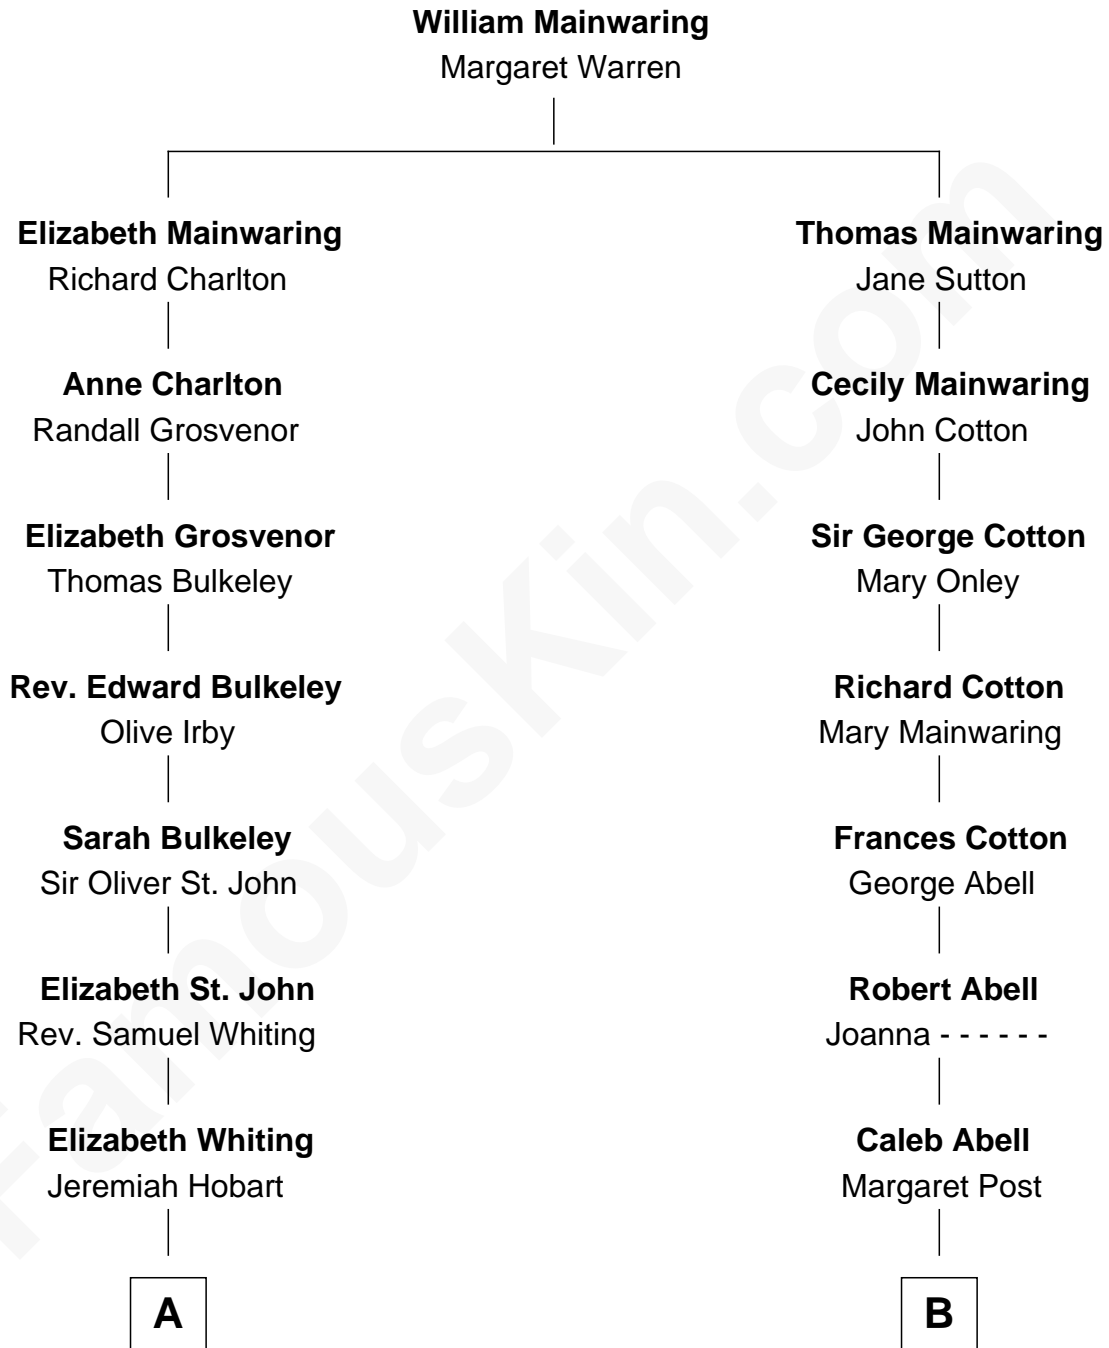 William Mainwaring
Margaret Warren
Elizabeth Mainwaring
Richard Charlton
Anne Charlton
Randall Grosvenor
Elizabeth Grosvenor
Thomas Bulkeley
Rev. Edward Bulkeley
Olive Irby
Sarah Bulkeley
Sir Oliver St. John
Elizabeth St. John
Rev. Samuel Whiting
Elizabeth Whiting
Jeremiah Hobart
A
Thomas Mainwaring
Jane Sutton
Cecily Mainwaring
John Cotton
Sir George Cotton
Mary Onley
Richard Cotton
Mary Mainwaring
Frances Cotton
George Abell
Robert Abell
Joanna - - - - - -
Caleb Abell
Margaret Post
B
FamousKin.com